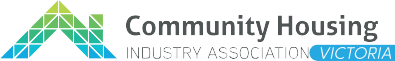 Community Housing
INDUSTRY ASSOCIATION VICTORIA